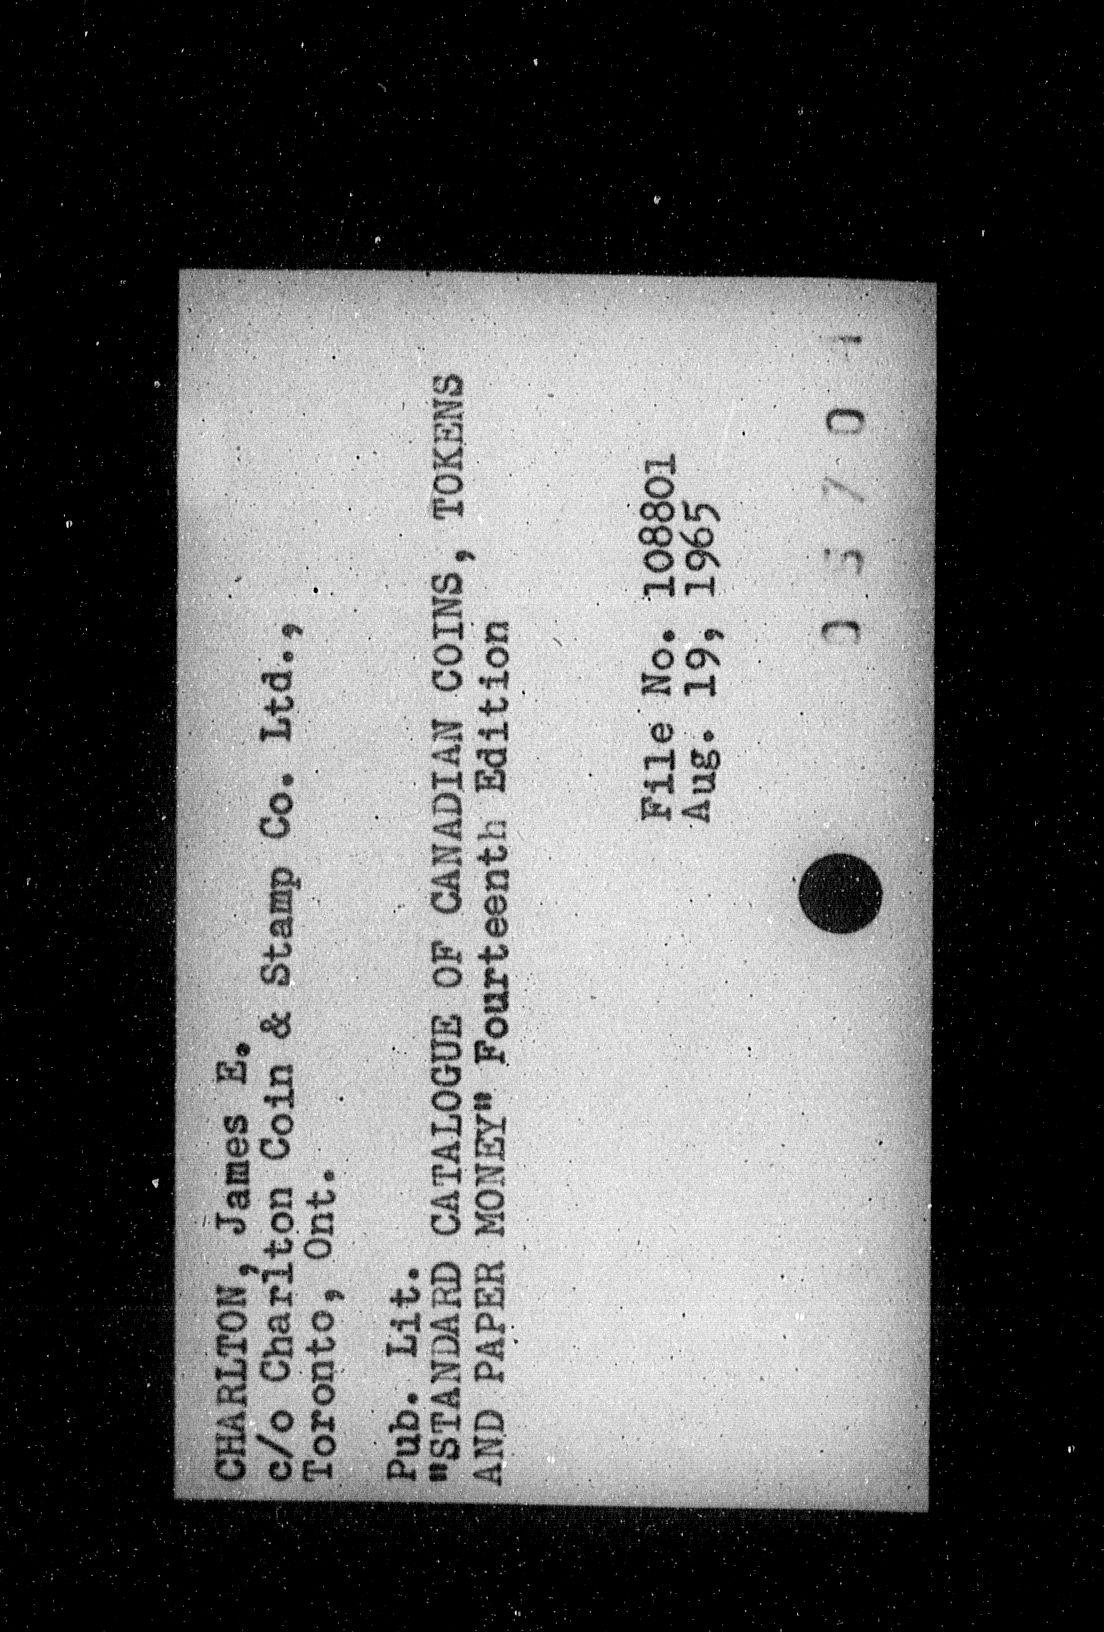 CHARLTON, James E.
c/o Charlton Coin & Stamp Co. Ltd.,
Toronto, Ont.
Pub. Lit.
"STANDARD CATALOGUE OF CANADIAN COINS, TOKENS
AND PAPER MONEY" Fourteenth Edition
File No. 108801
Aug. 19, 1965